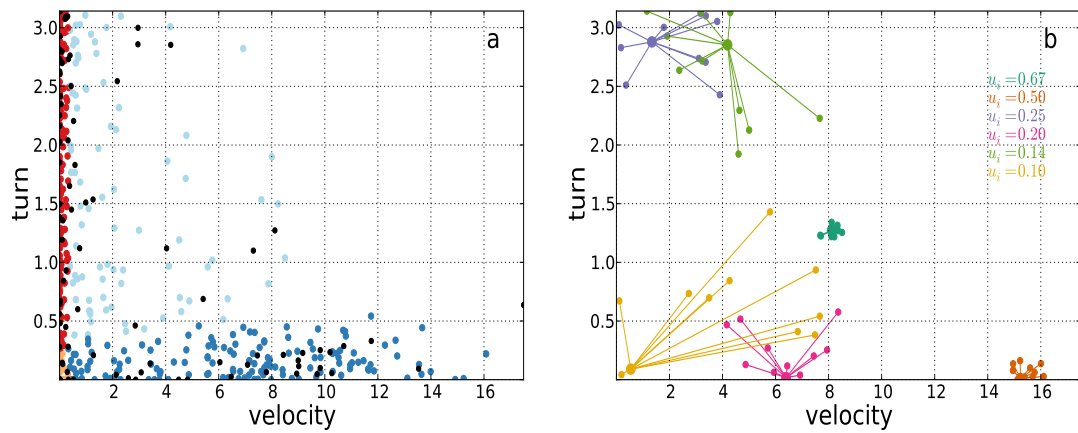 3.0
2.5
2.0
1.5
1.0
0.5
turn
2 4 6 8 10 12 14 16
velocity
a
3.0
2.5
2.0
1.5
1.0
0.5
turn
2 4 6 8 10 12 14 16
velocity
b
u_i =0.67
u_i =0.50
u_i =0.25
u_i =0.20
u_i =0.14
u_i =0.10